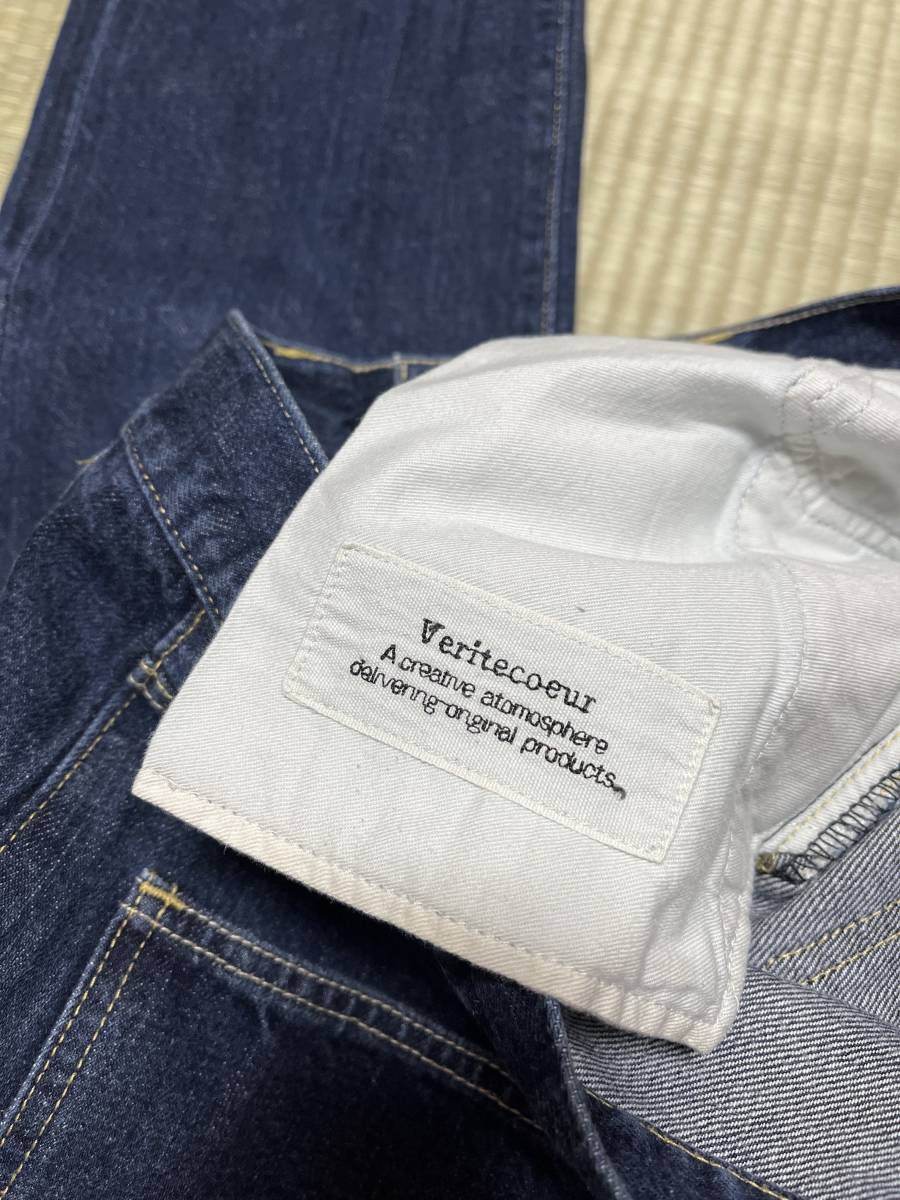 Veritecoeur
A creative atomosphere
delivering original products.